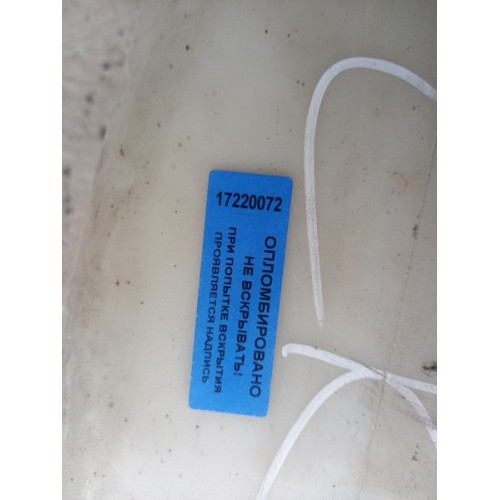 17220072
ОПЛОМБИРОВАНО
НЕ ВСКРЫВАТЬ!
ПРИ ПОПЫТКЕ ВСКРЫТИЯ
ПРОЯВЛЯЕТСЯ НАДПИСЬ